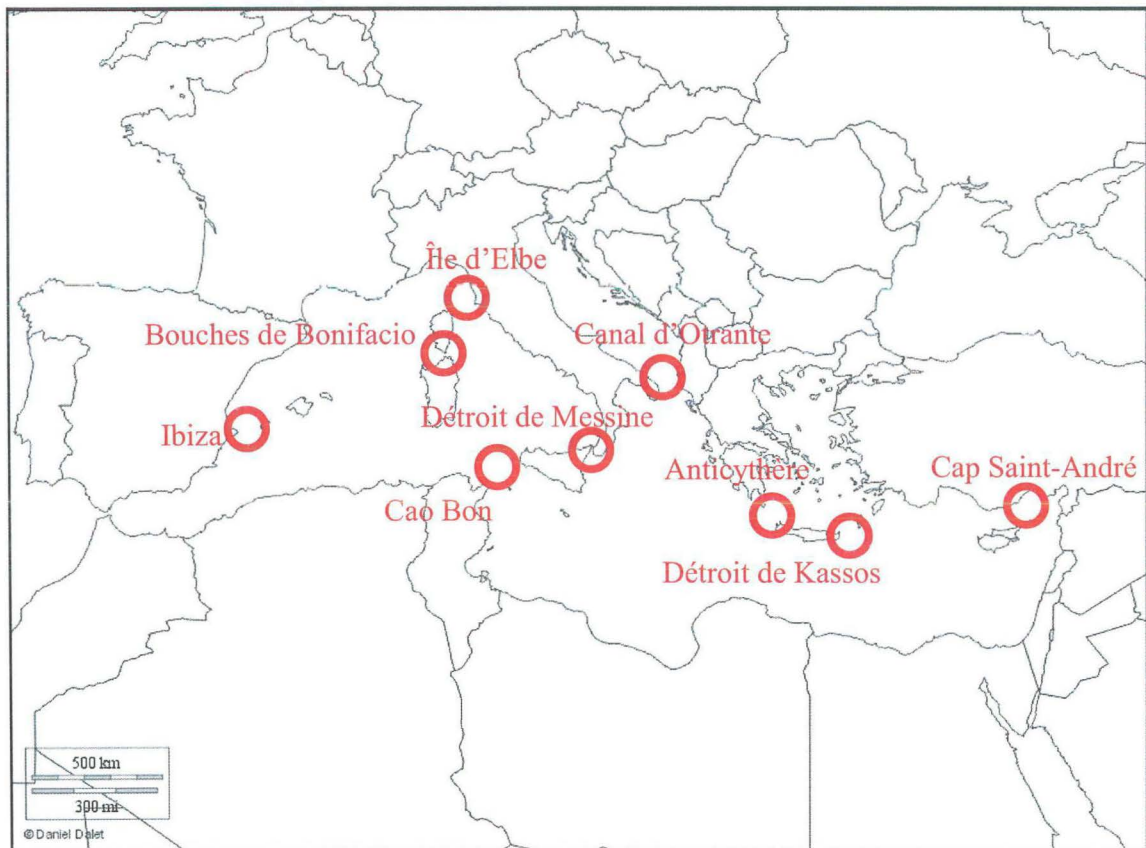 Île d'Elbe
Bouches de Bonifacio
Canal d'Otrante
Ibiza
Détroit de Messine
Anticythère
Cap Saint-André
Cao Bon
Détroit de Kassos
500 km
300 mi
© Daniel Dalet